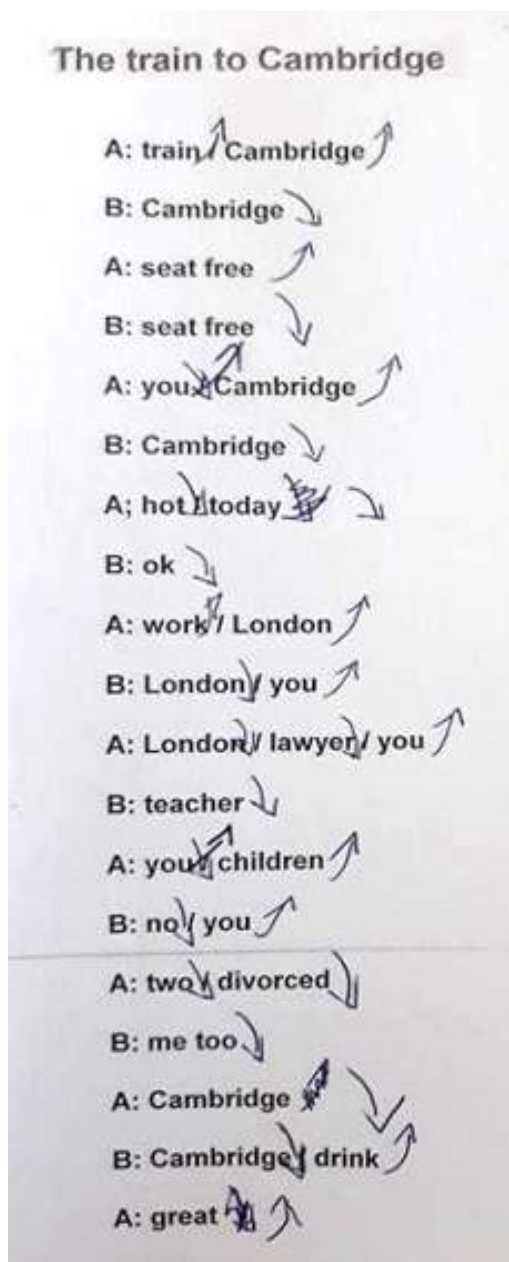 The train to Cambridge
A: train / Cambridge
B: Cambridge
A: seat free
B: seat free
A: you / Cambridge
B: Cambridge
A; hot / today
B: ok
A: work / London
B: London / you
A: London / lawyer / you
B: teacher
A: you / children
B: no / you
A: two / divorced
B: me too
A: Cambridge
B: Cambridge / drink
A: great